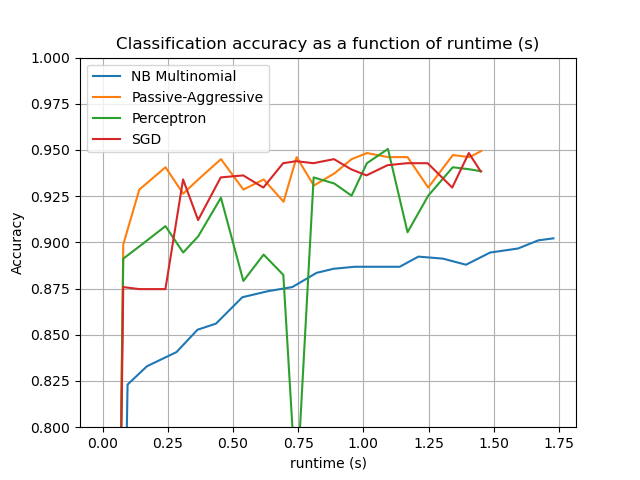 Classification accuracy as a function of runtime (s)
NB Multinomial
Passive-Aggressive
Perceptron
SGD
1.000
0.975
0.950
0.925
0.900
0.875
0.850
0.825
0.800
Accuracy
0.00 0.25 0.50 0.75 1.00 1.25 1.50 1.75
runtime (s)